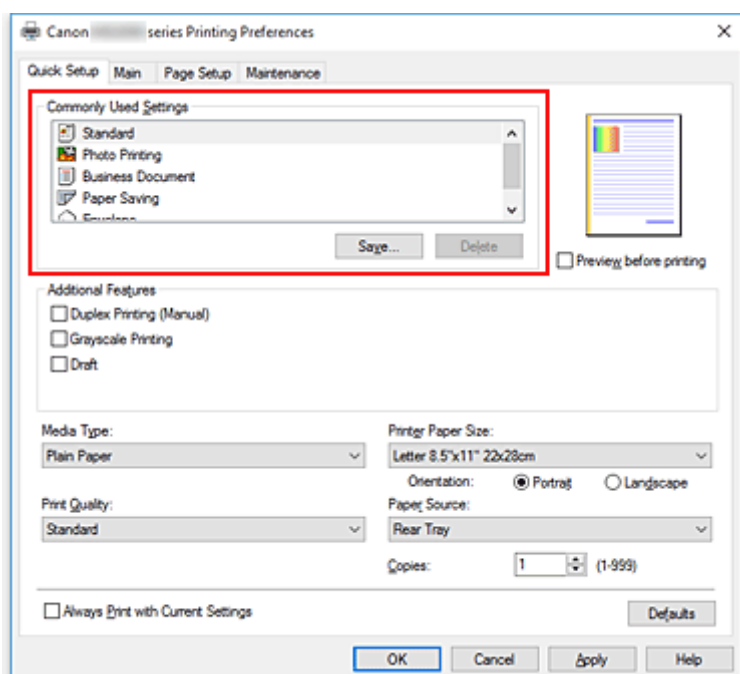 Canon series Printing Preferences
Quick Setup Main Page Setup Maintenance
Commonly Used Settings
Standard
Photo Printing
Business Document
Paper Saving
Envelope
Save... Delete
Preview before printing
Additional Features
Duplex Printing (Manual)
Grayscale Printing
Draft
Media Type: Printer Paper Size:
Plain Paper Letter 8.5"x11" 22x28cm
Orientation: Portrait Landscape
Print Quality: Paper Source:
Standard Rear Tray
Copies: 1 (1-999)
Always Print with Current Settings Defaults
OK Cancel Apply Help